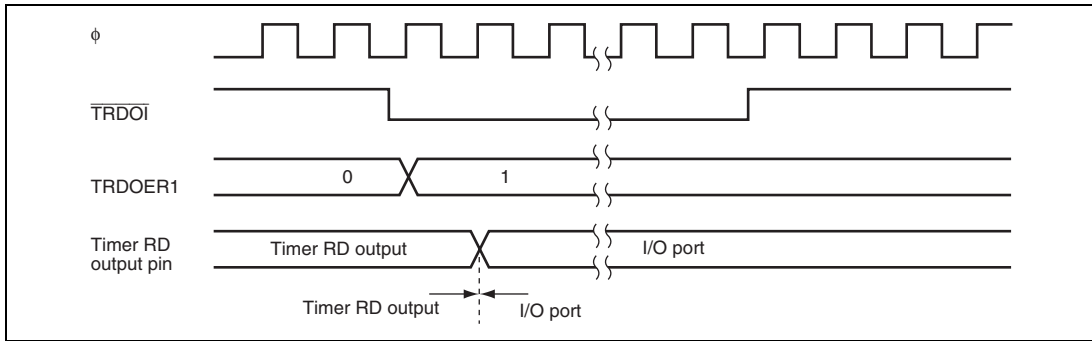 ϕ
TRDOI
TRDOER1
0
1
Timer RD
output pin
Timer RD output
I/O port
Timer RD output
I/O port